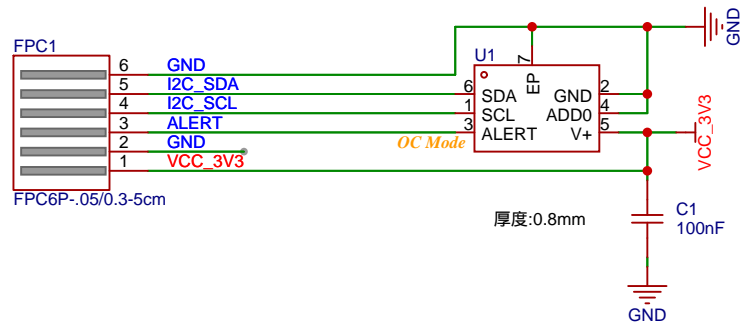 FPC1
6 GND
5 I2C_SDA
4 I2C_SCL
3 ALERT
2 GND
1 VCC_3V3
FPC6P-.05/0.3-5cm
OC Mode
U1
7
EP
6 SDA
1 SCL
3 ALERT
GND 2
ADD0 4
V+ 5
GND
VCC_3V3
厚度:0.8mm
C1
100nF
GND